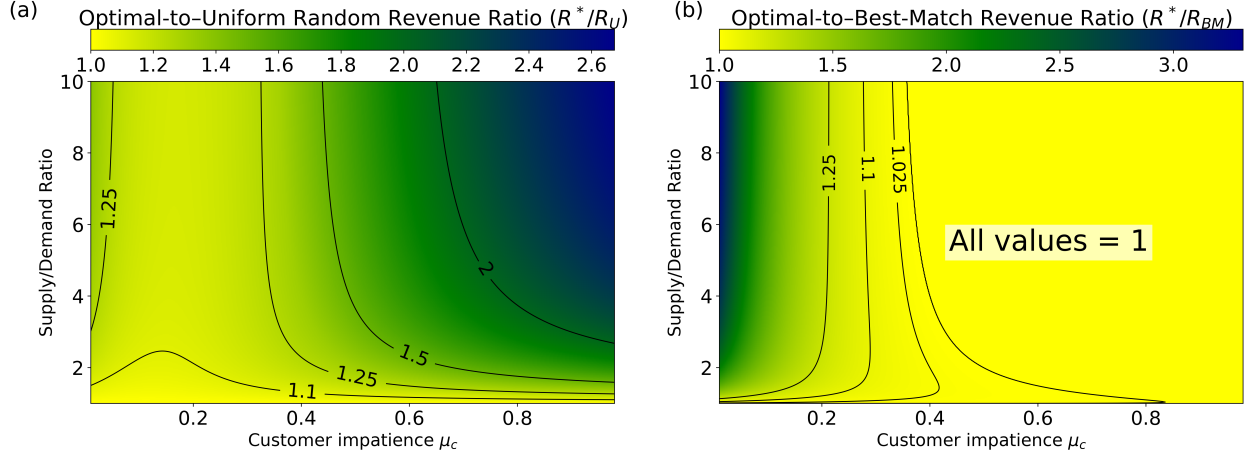 (a)
Optimal-to–Uniform Random Revenue Ratio (R*/R_U)
1.0 1.2 1.4 1.6 1.8 2.0 2.2 2.4 2.6
10
8
6
4
2
Supply/Demand Ratio
1.25
2
1.5
1.25
1.1
0.2 0.4 0.6 0.8
Customer impatience μ_c
(b)
Optimal-to–Best-Match Revenue Ratio (R*/R_BM)
1.0 1.5 2.0 2.5 3.0
10
8
6
4
2
Supply/Demand Ratio
1.25
1.1
1.025
All values = 1
0.2 0.4 0.6 0.8
Customer impatience μ_c